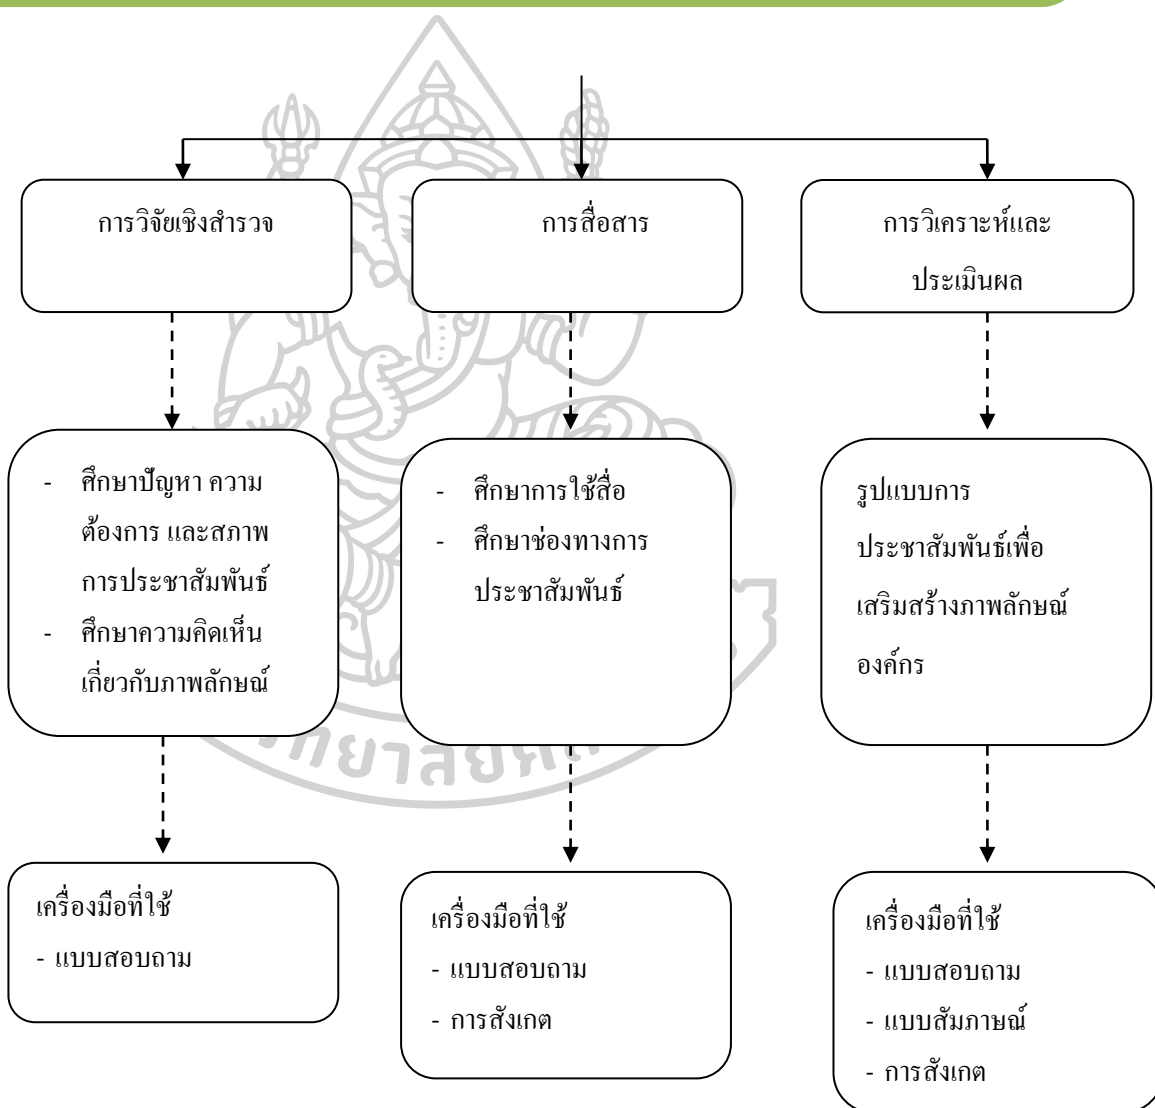 การวิจัยเชิงสำรวจ
การสื่อสาร
การวิเคราะห์และ
ประเมินผล
- ศึกษาปัญหา ความ
ต้องการ และสภาพ
การประชาสัมพันธ์
- ศึกษาความคิดเห็น
เกี่ยวกับภาพลักษณ์
- ศึกษาการใช้สื่อ
- ศึกษาช่องทางการ
ประชาสัมพันธ์
รูปแบบการ
ประชาสัมพันธ์เพื่อ
เสริมสร้างภาพลักษณ์
องค์กร
เครื่องมือที่ใช้
- แบบสอบถาม
เครื่องมือที่ใช้
- แบบสอบถาม
- การสังเกต
เครื่องมือที่ใช้
- แบบสอบถาม
- แบบสัมภาษณ์
- การสังเกต